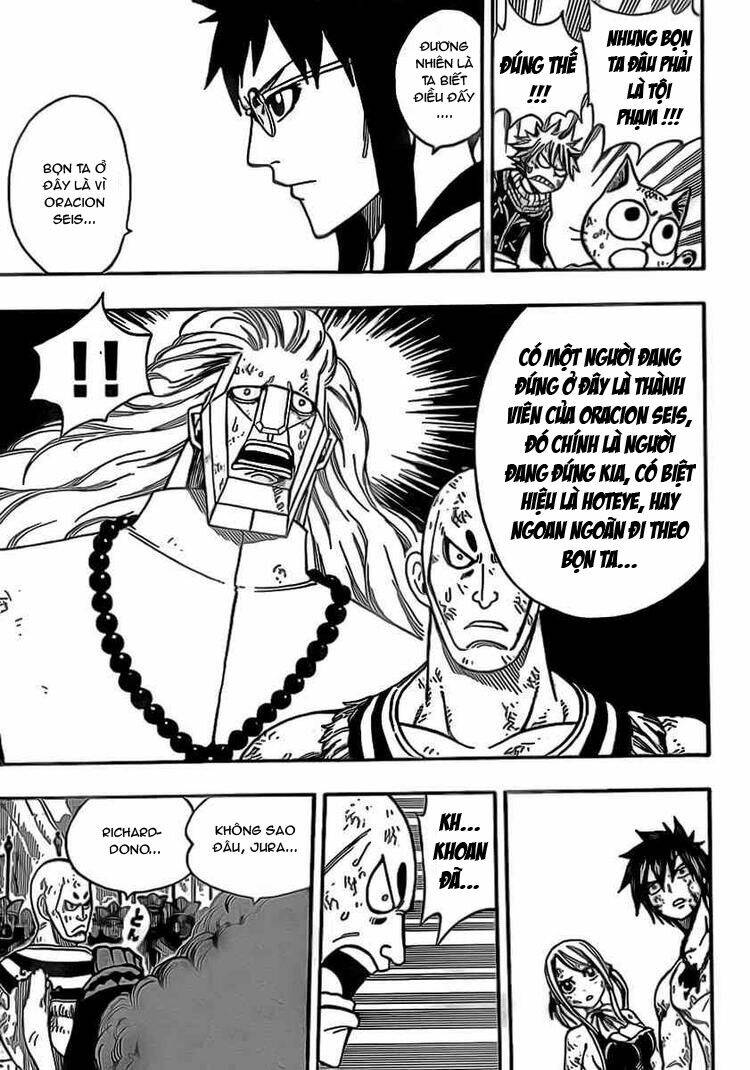 NHƯNG BỌN
TA ĐÂU PHẢI
LÀ TỘI
PHẠM !!!
ĐÚNG THẾ
!!!
ĐƯƠNG
NHIÊN LÀ
TA BIẾT
ĐIỀU ĐẤY
....
BỌN TA Ở
ĐÂY LÀ VÌ
ORACION
SEIS...
CÓ MỘT NGƯỜI ĐANG
ĐÚNG Ở ĐÂY LÀ THÀNH
VIÊN CỦA ORACION SEIS,
ĐÓ CHÍNH LÀ NGƯỜI
ĐANG ĐỨNG KIA, CÓ BIỆT
HIỆU LÀ HOTEYE, HAY
NGOAN NGOÃN ĐI THEO
BỌN TA...
!!
KH...
KHOAN
ĐÃ...
KHÔNG SAO
ĐÂU, JURA...
RICHARD-
DONO...
とん